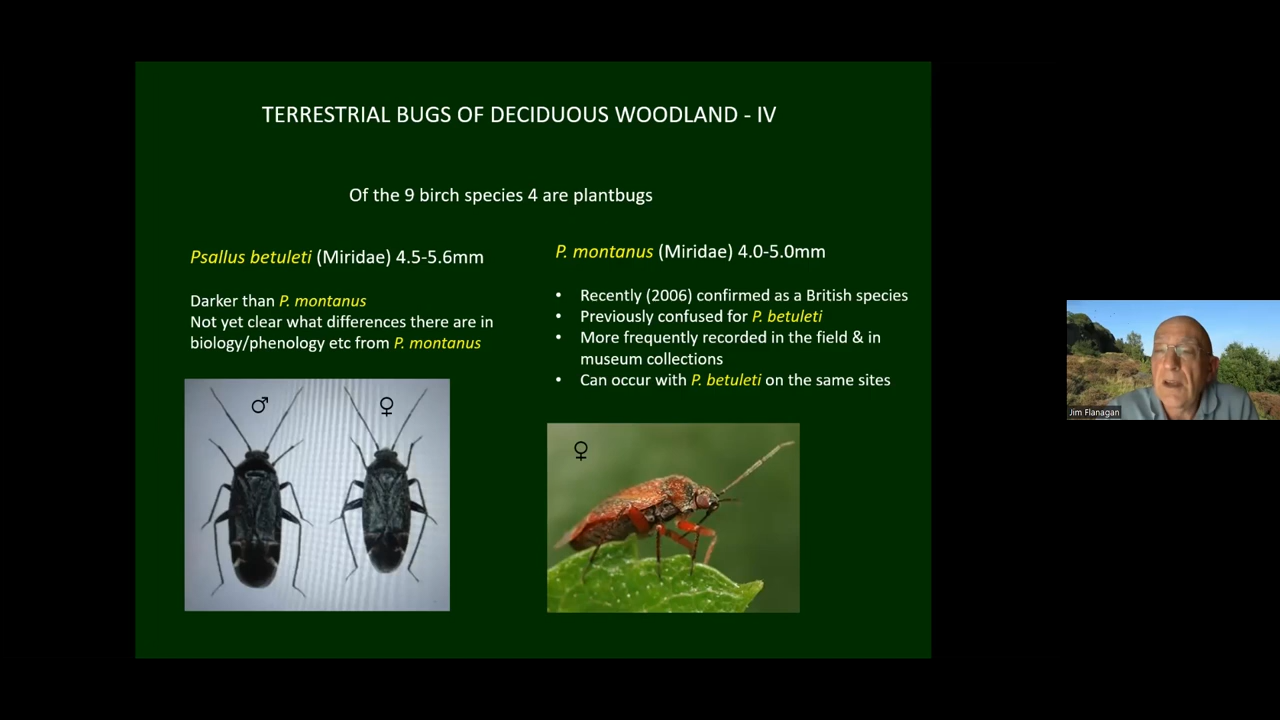 TERRESTRIAL BUGS OF DECIDUOUS WOODLAND - IV
Of the 9 birch species 4 are plantbugs
Psallus betuleti (Miridae) 4.5-5.6mm
Darker than P. montanus
Not yet clear what differences there are in
biology/phenology etc from P. montanus
♂
♀
P. montanus (Miridae) 4.0-5.0mm
• Recently (2006) confirmed as a British species
• Previously confused for P. betuleti
• More frequently recorded in the field & in
museum collections
• Can occur with P. betuleti on the same sites
♀
Jim Flanagan